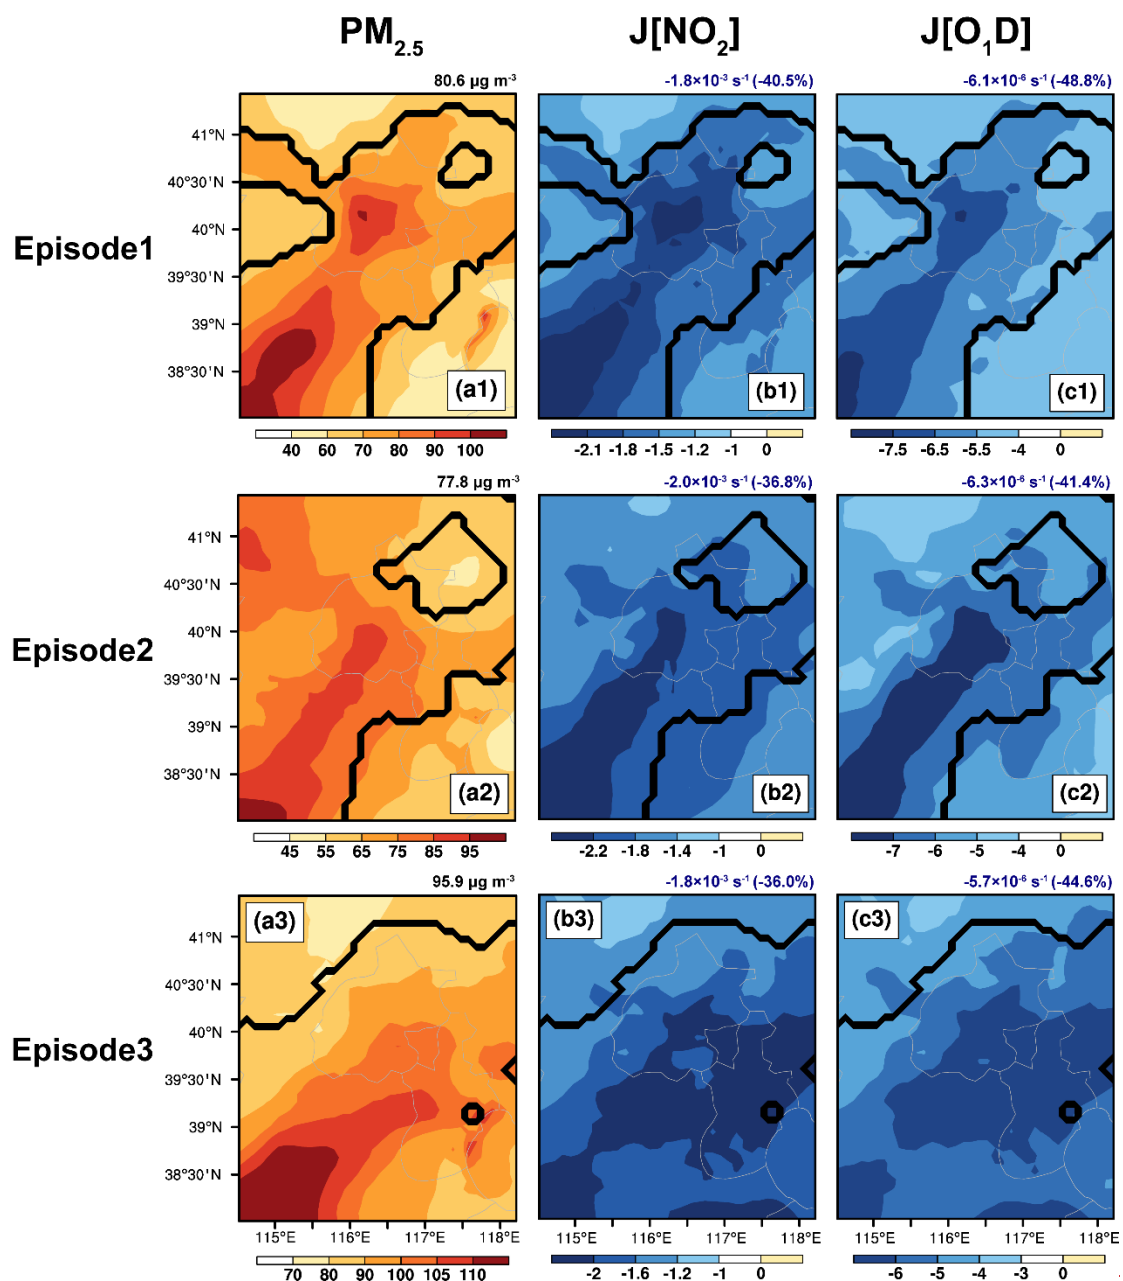 PM2.5 J[NO2] J[O1D]
80.6 µg m-3 -1.8×10-3 s-1 (-40.5%) -6.1×10-6 s-1 (-48.8%)
Episode1
41°N
40°30'N
40°N
39°30'N
39°N
38°30'N
(a1) (b1) (c1)
40 60 70 80 90 100 -2.1 -1.8 -1.5 -1.2 -1 0 -7.5 -6.5 -5.5 -4 0
77.8 µg m-3 -2.0×10-3 s-1 (-36.8%) -6.3×10-6 s-1 (-41.4%)
Episode2
41°N
40°30'N
40°N
39°30'N
39°N
38°30'N
(a2) (b2) (c2)
45 55 65 75 85 95 -2.2 -1.8 -1.4 -1 0 -7 -6 -5 -4 0
95.9 µg m-3 -1.8×10-3 s-1 (-36.0%) -5.7×10-6 s-1 (-44.6%)
(a3) (b3) (c3)
Episode3
41°N
40°30'N
40°N
39°30'N
39°N
38°30'N
115°E 116°E 117°E 118°E 115°E 116°E 117°E 118°E 115°E 116°E 117°E 118°E
70 80 90 100 105 110 -2 -1.6 -1.2 -1 0 -6 -5 -4 -3 0